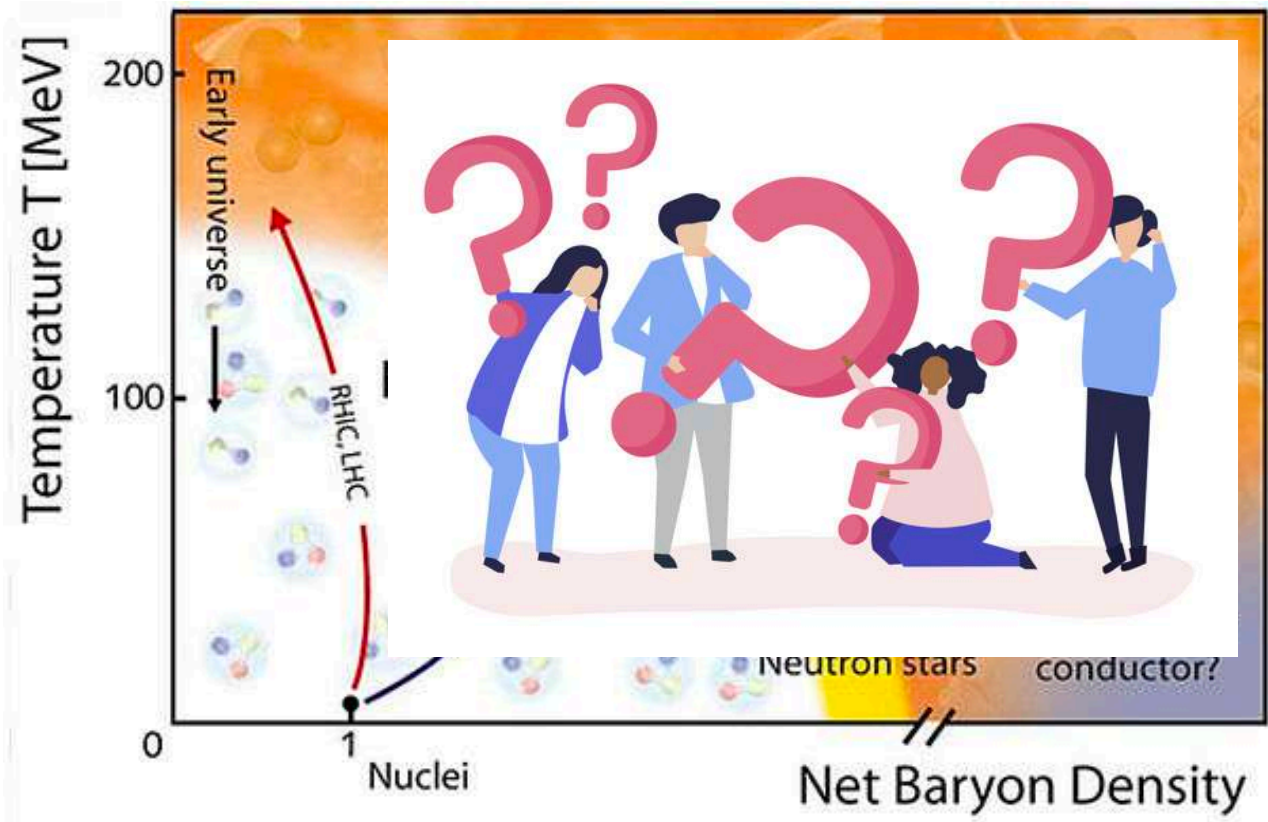 Temperature T [MeV]
200
100
0
Early universe
RHIC, LHC
1
Nuclei
Neutron stars
conductor?
Net Baryon Density
? ? ? ? ?